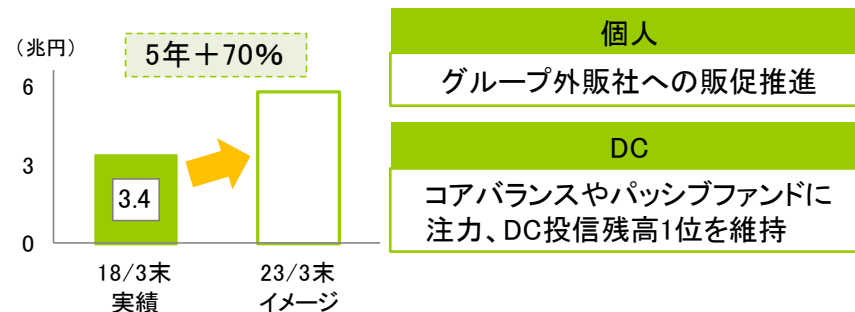 （兆円）
5年＋70%
6
3
0
3.4
18/3末
実績
23/3末
イメージ
個人
グループ外販社への販促推進
DC
コアバランスやパッシブファンドに
注力、DC投信残高1位を維持